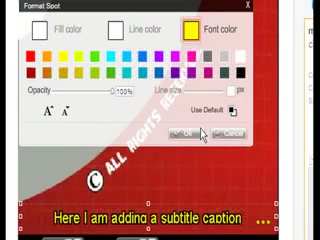 Format Spot X
Fill color Line color Font color
Opacity 100% Line size px
A A Use Default
Ok Cancel
© ALL RIGHTS
Here I am adding a subtitle caption ...